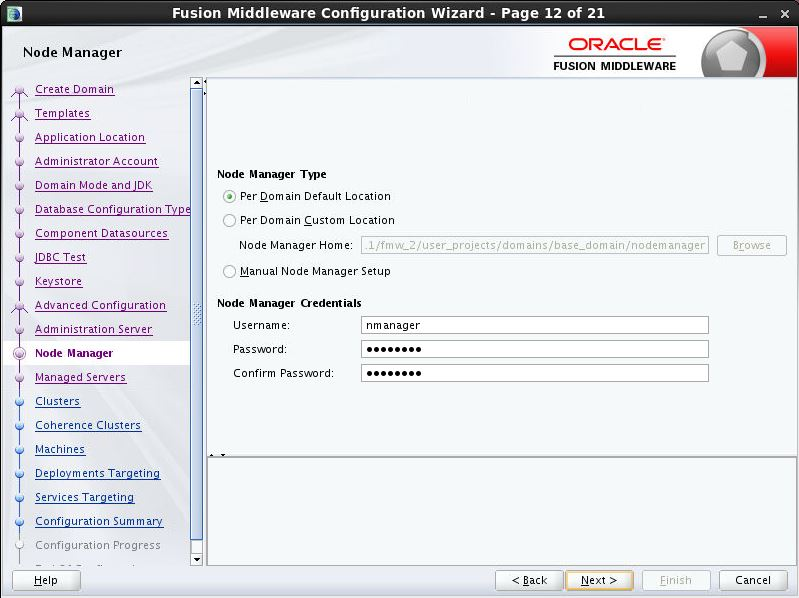 Fusion Middleware Configuration Wizard - Page 12 of 21
Node Manager
ORACLE
FUSION MIDDLEWARE
Create Domain
Templates
Application Location
Administrator Account
Domain Mode and JDK
Database Configuration Type
Component Datasources
JDBC Test
Keystore
Advanced Configuration
Administration Server
Node Manager
Managed Servers
Clusters
Coherence Clusters
Machines
Deployments Targeting
Services Targeting
Configuration Summary
Configuration Progress
Node Manager Type
Per Domain Default Location
Per Domain Custom Location
Node Manager Home: .1/fmw_2/user_projects/domains/base_domain/nodemanager Browse
Manual Node Manager Setup
Node Manager Credentials
Username: nmanager
Password: ••••••••
Confirm Password: ••••••••
Help < Back Next > Finish Cancel